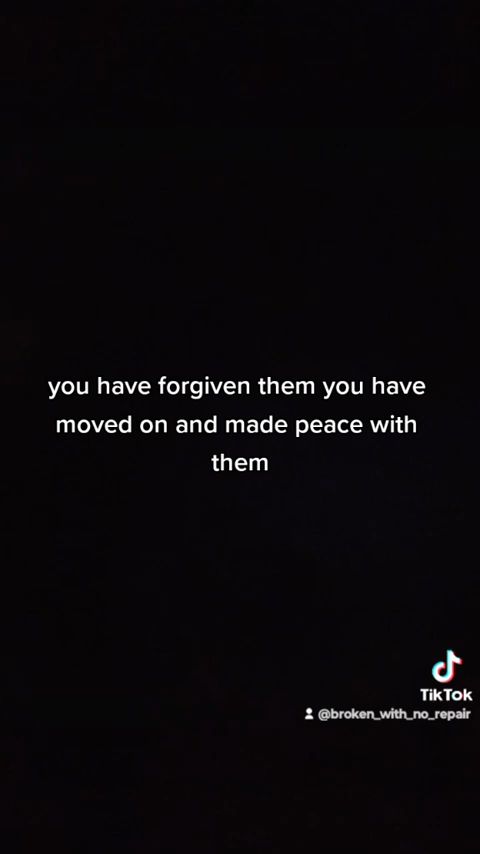 you have forgiven them you have
moved on and made peace with
them
TikTok
@broken_with_no_repair